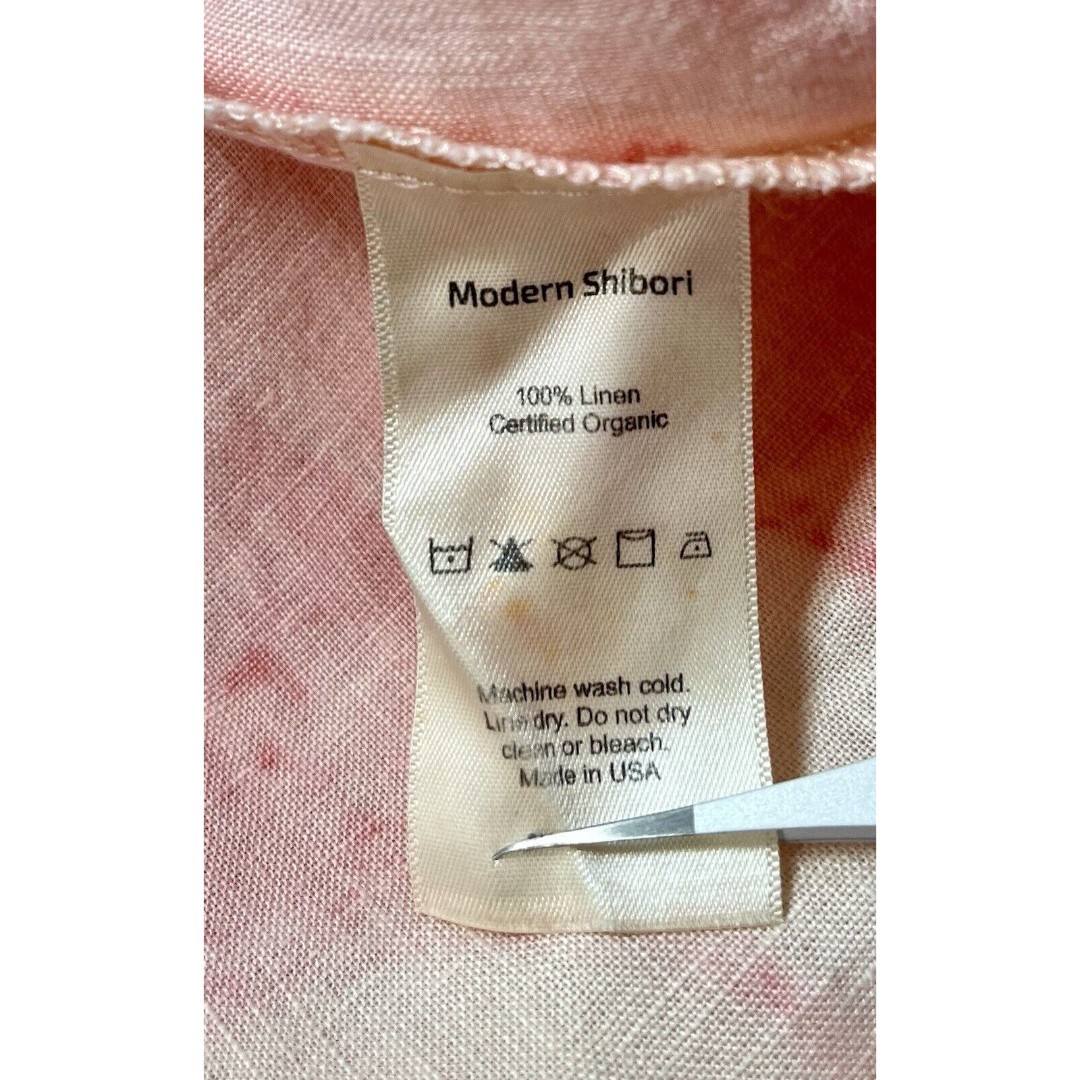 Modern Shibori
100% Linen
Certified Organic
Machine wash cold.
Line dry. Do not dry
clean or bleach.
Made in USA